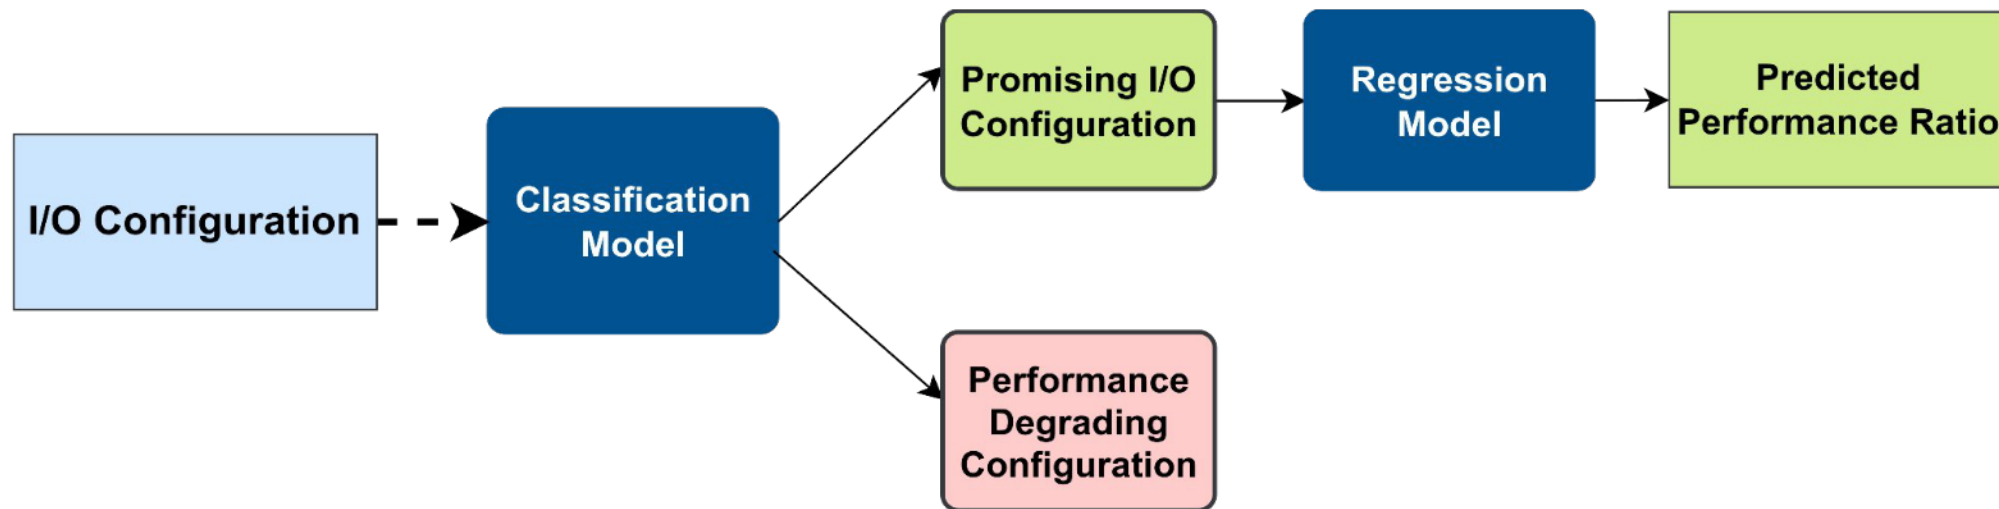 I/O Configuration
Classification
Model
Promising I/O
Configuration
Regression
Model
Predicted
Performance Ratio
Performance
Degrading
Configuration